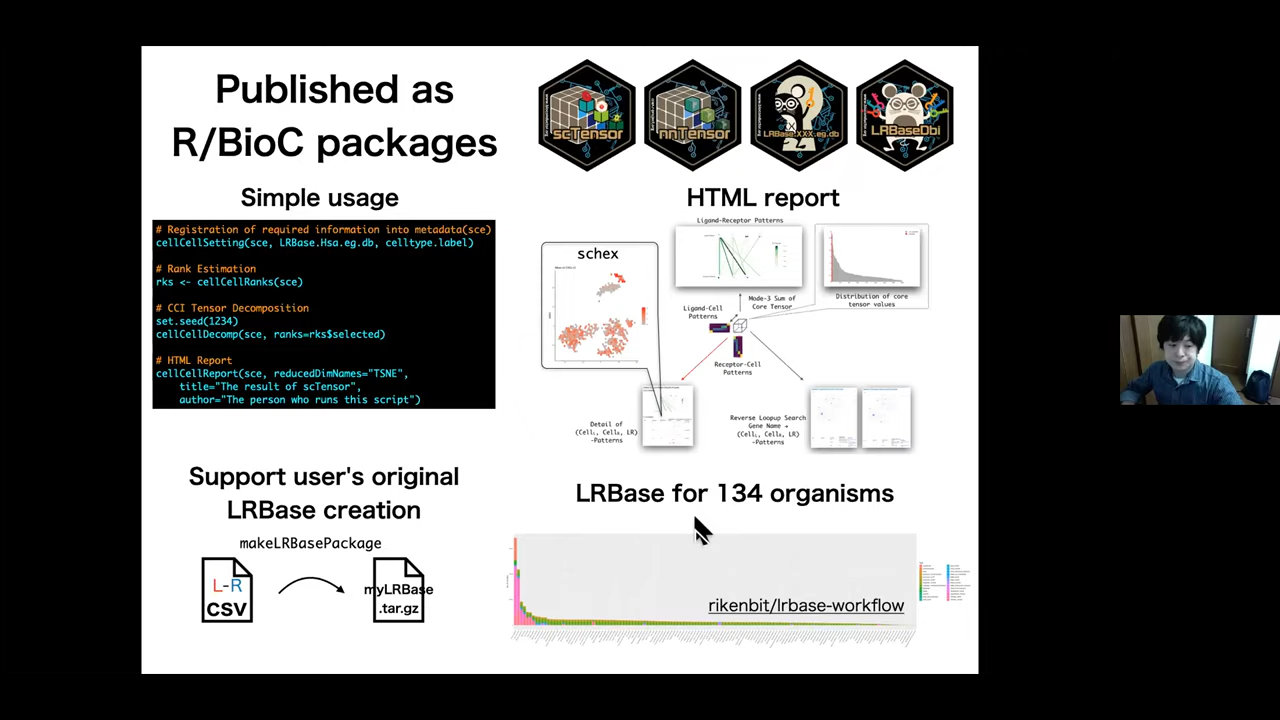 Published as
R/BioC packages
scTensor
nnTensor
LRBase.XXX.eg.db
LRBaseDbi
Simple usage
# Registration of required information into metadata(sce)
cellCellSetting(sce, LRBase.Hsa.eg.db, celltype.label)
# Rank Estimation
rks <- cellCellRanks(sce)
# CCI Tensor Decomposition
set.seed(1234)
cellCellDecomp(sce, ranks=rks$selected)
# HTML Report
cellCellReport(sce, reducedDimNames="TSNE",
title="The result of scTensor",
author="The person who runs this script")
HTML report
Ligand-Receptor Patterns
schex
Distribution of core
tensor values
Mode-3 Sum of
Core Tensor
Ligand-Cell
Patterns
Receptor-Cell
Patterns
Detail of
(Cellₗ, Cellᵣ, LR)
-Patterns
Reverse Loopup Search
Gene Name →
(Cellₗ, Cellᵣ, LR)
-Patterns
Support user's original
LRBase creation
makeLRBasePackage
L-R
CSV
myLRBase
.tar.gz
LRBase for 134 organisms
rikenbit/lrbase-workflow